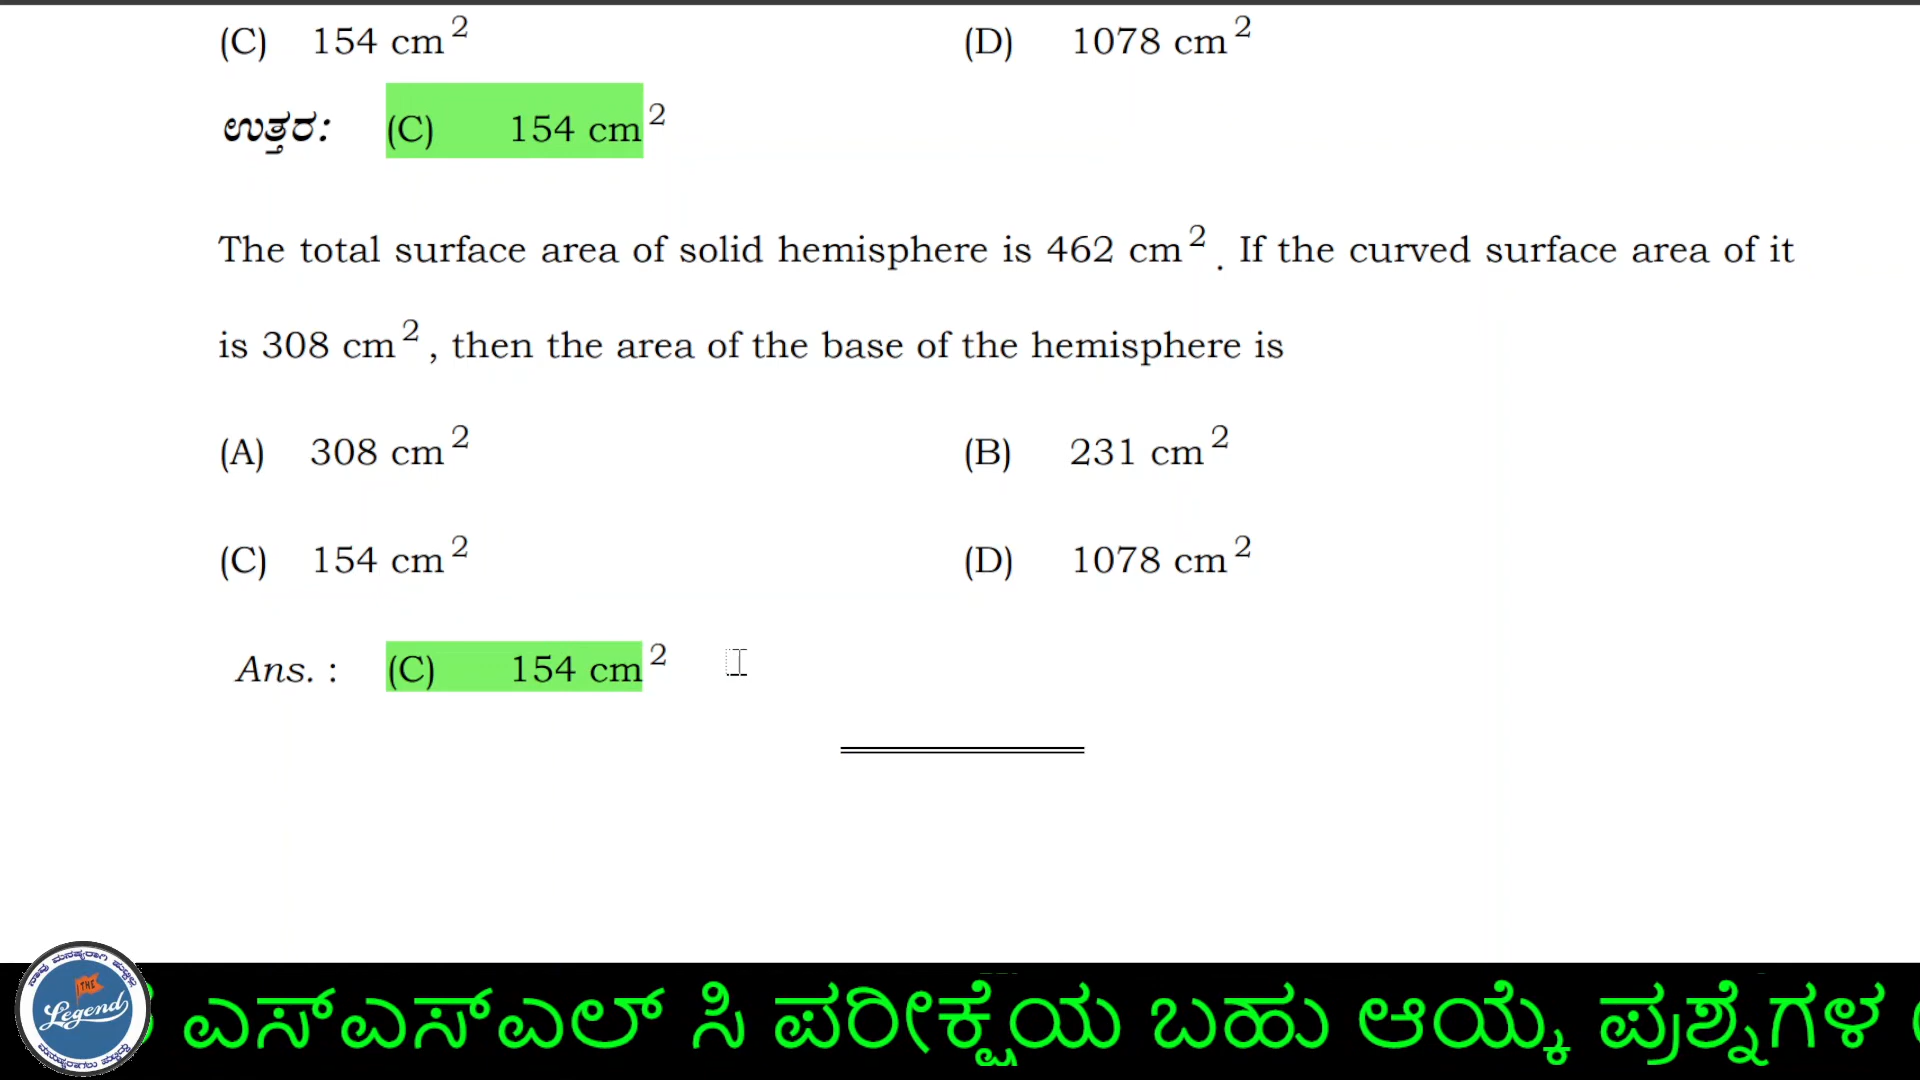 (C) 154 cm² (D) 1078 cm²
ಉತ್ತರ: (C) 154 cm²
The total surface area of solid hemisphere is 462 cm². If the curved surface area of it
is 308 cm², then the area of the base of the hemisphere is
(A) 308 cm² (B) 231 cm²
(C) 154 cm² (D) 1078 cm²
Ans. : (C) 154 cm²
THE
Legend
ಎಸ್ಎಸ್ಎಲ್ ಸಿ ಪರೀಕ್ಷೆಯ ಬಹು ಆಯ್ಕೆ ಪ್ರಶ್ನೆಗಳ